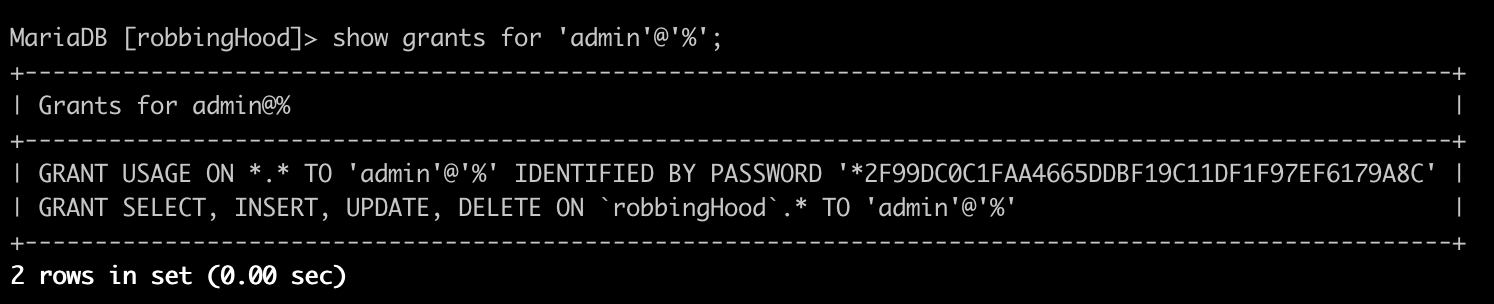 MariaDB [robbingHood]> show grants for 'admin'@'%';
+-----------------------------------------------------------------------------------------------------+
| Grants for admin@%                                                                                  |
+-----------------------------------------------------------------------------------------------------+
| GRANT USAGE ON *.* TO 'admin'@'%' IDENTIFIED BY PASSWORD '*2F99DC0C1FAA4665DDBF19C11DF1F97EF6179A8C' |
| GRANT SELECT, INSERT, UPDATE, DELETE ON `robbingHood`.* TO 'admin'@'%'                              |
+-----------------------------------------------------------------------------------------------------+
2 rows in set (0.00 sec)